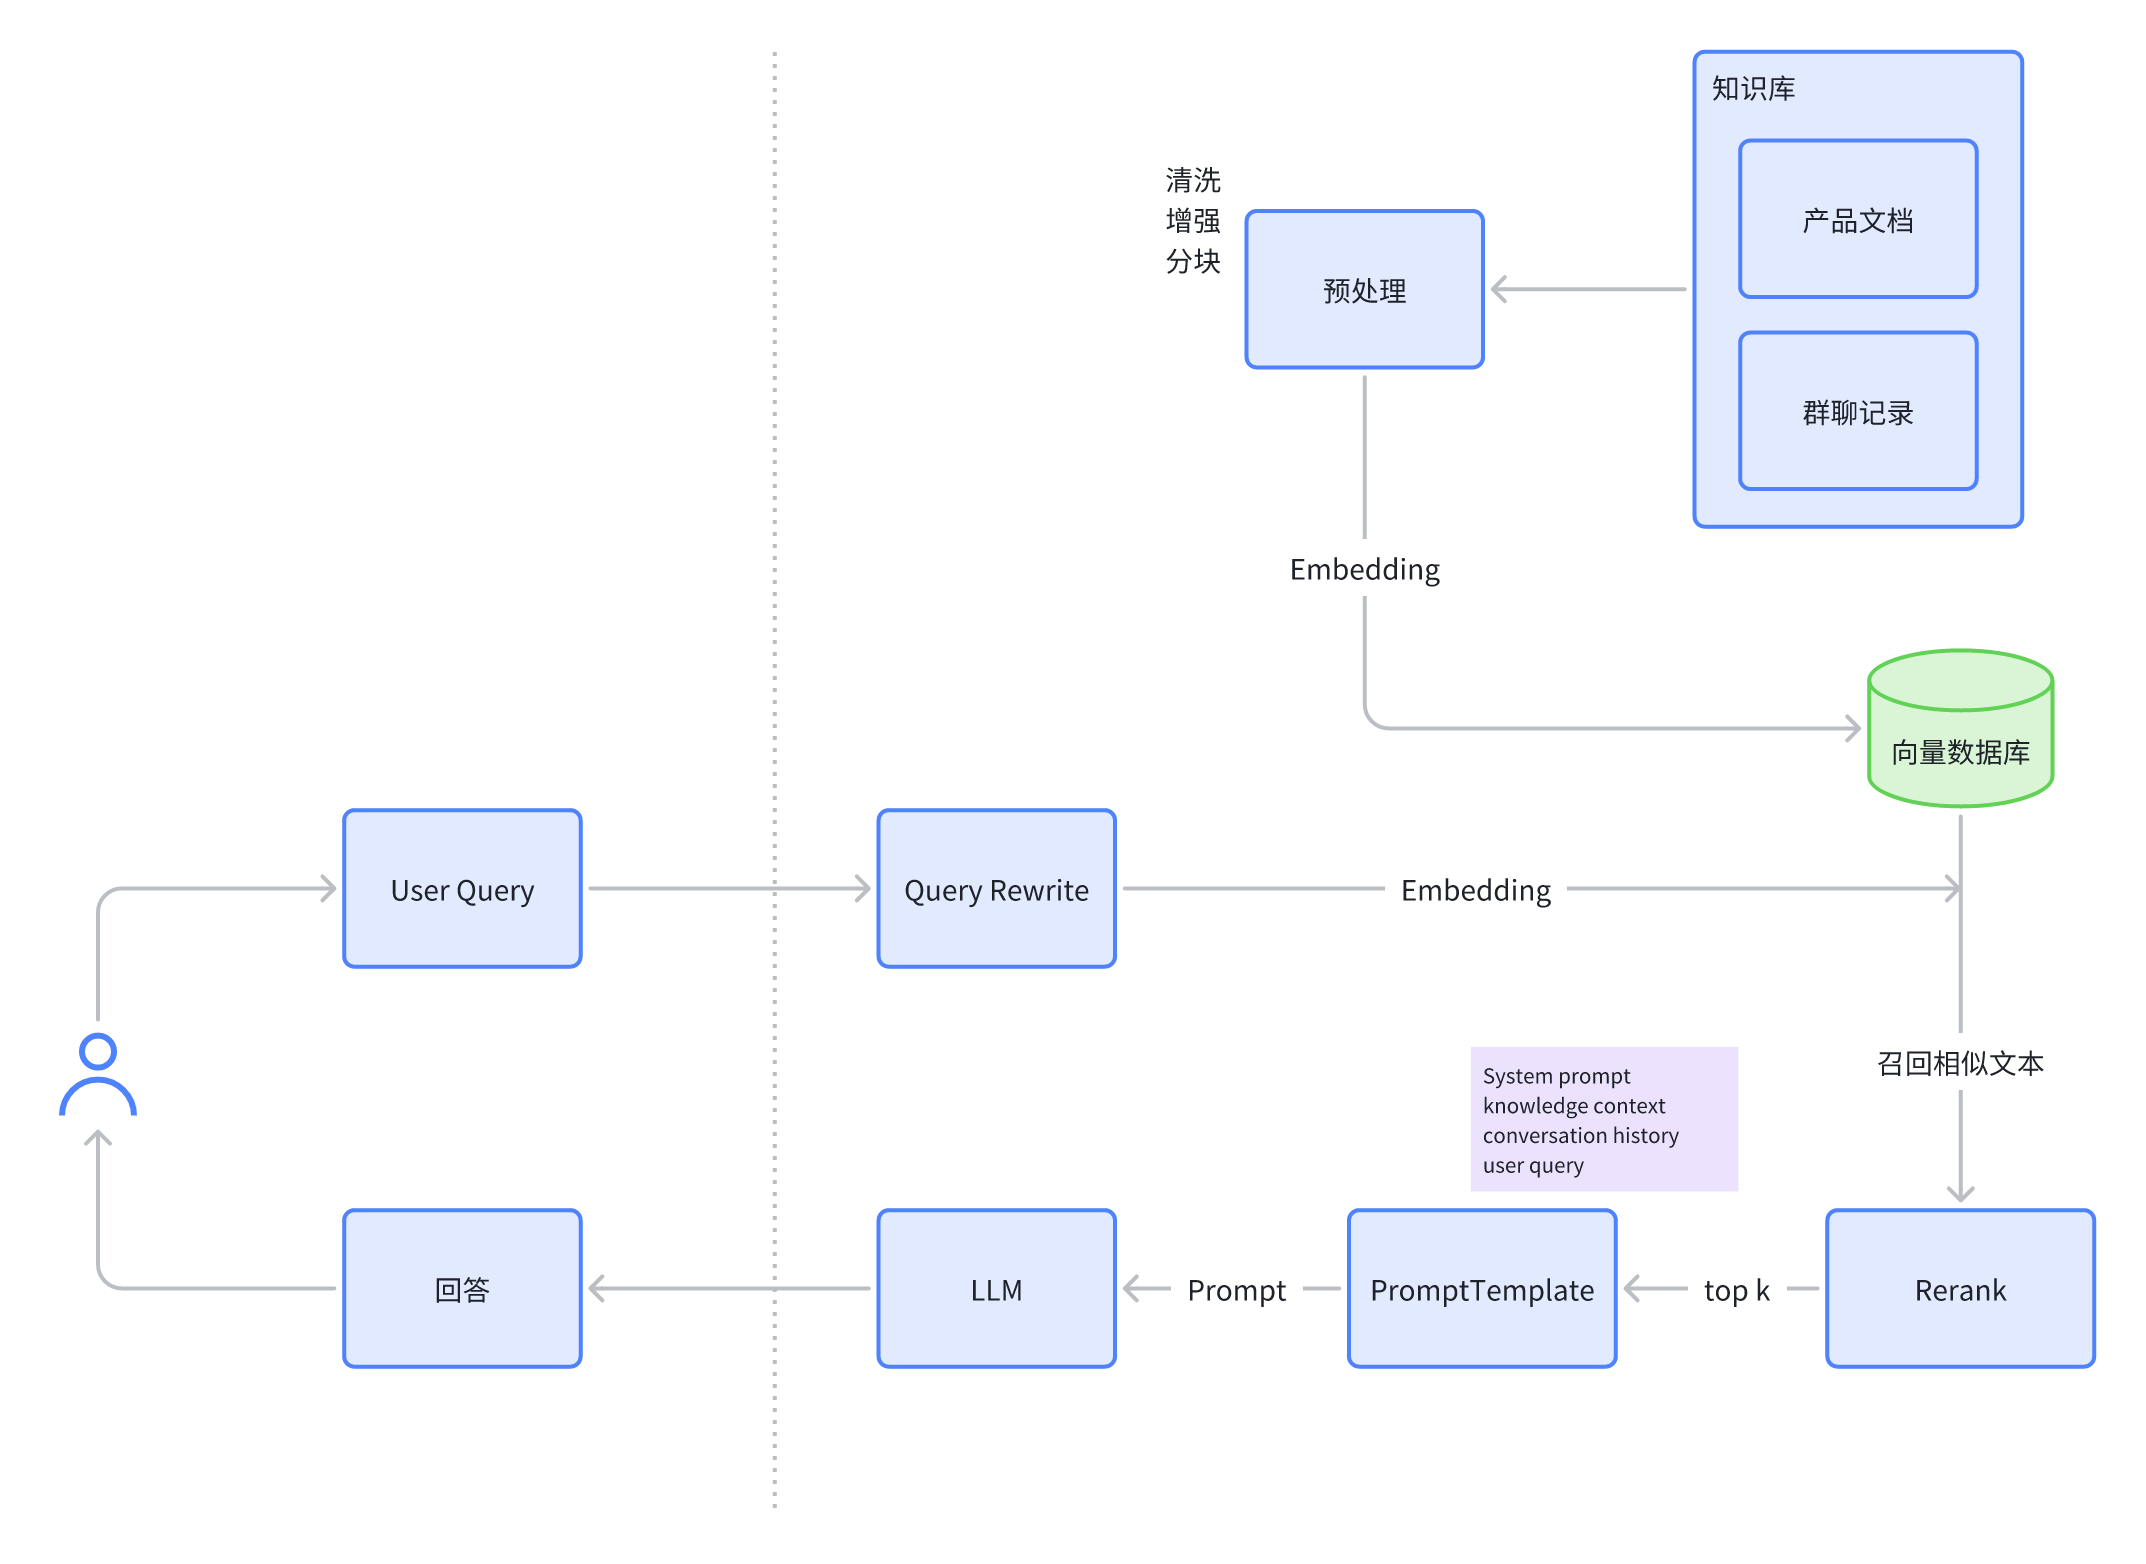 知识库
产品文档
群聊记录
清洗
增强
分块
预处理
Embedding
向量数据库
User Query
Query Rewrite
Embedding
召回相似文本
System prompt
knowledge context
conversation history
user query
回答
LLM
Prompt
PromptTemplate
top k
Rerank